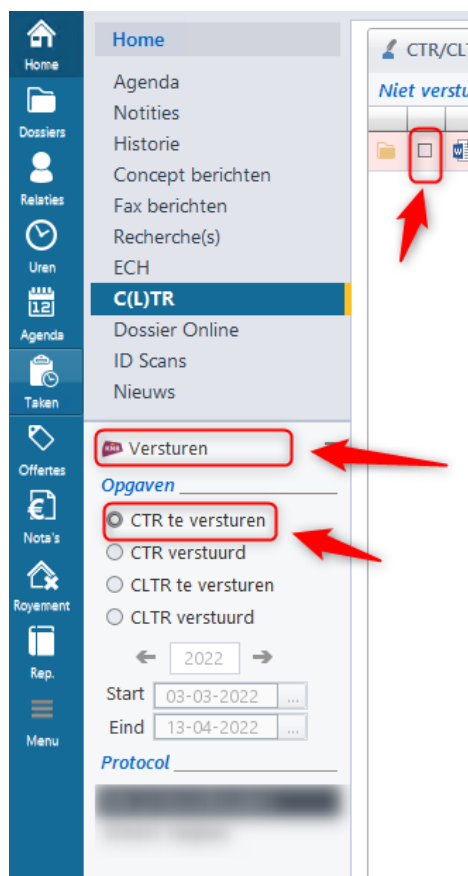 Home
Dossiers
Relaties
Uren
12
Agenda
Taken
Offertes
Nota's
Royement
Rep.
Menu
Home
Agenda
Notities
Historie
Concept berichten
Fax berichten
Recherche(s)
ECH
C(L)TR
Dossier Online
ID Scans
Nieuws
KNB Versturen
Opgaven
CTR te versturen
CTR verstuurd
CLTR te versturen
CLTR verstuurd
2022
Start 03-03-2022 ...
Eind 13-04-2022 ...
Protocol
CTR/CLT
Niet verstu